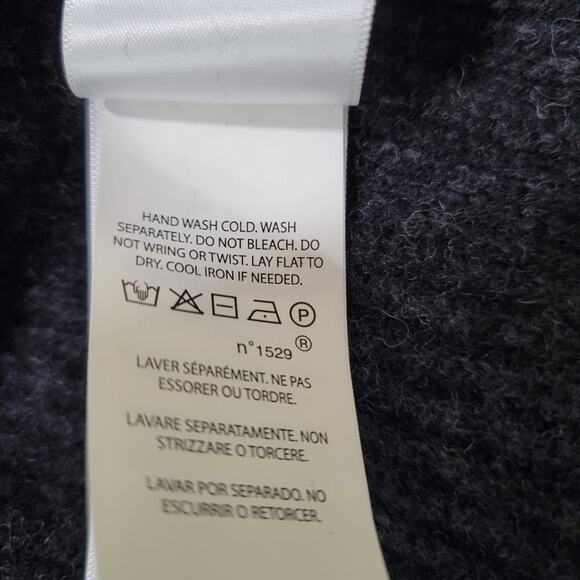 HAND WASH COLD. WASH
SEPARATELY. DO NOT BLEACH. DO
NOT WRING OR TWIST. LAY FLAT TO
DRY. COOL IRON IF NEEDED.
P
n°1529 ®
LAVER SÉPARÉMENT. NE PAS
ESSORER OU TORDRE.
LAVARE SEPARATAMENTE. NON
STRIZZARE O TORCERE.
LAVAR POR SEPARADO. NO
ESCURRIR O RETORCER.